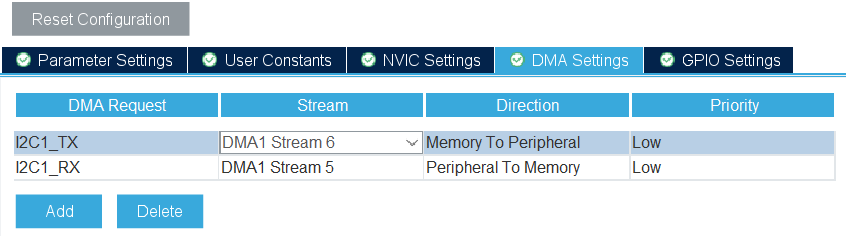 Reset Configuration
Parameter Settings User Constants NVIC Settings DMA Settings GPIO Settings
DMA Request Stream Direction Priority
I2C1_TX DMA1 Stream 6 Memory To Peripheral Low
I2C1_RX DMA1 Stream 5 Peripheral To Memory Low
Add Delete